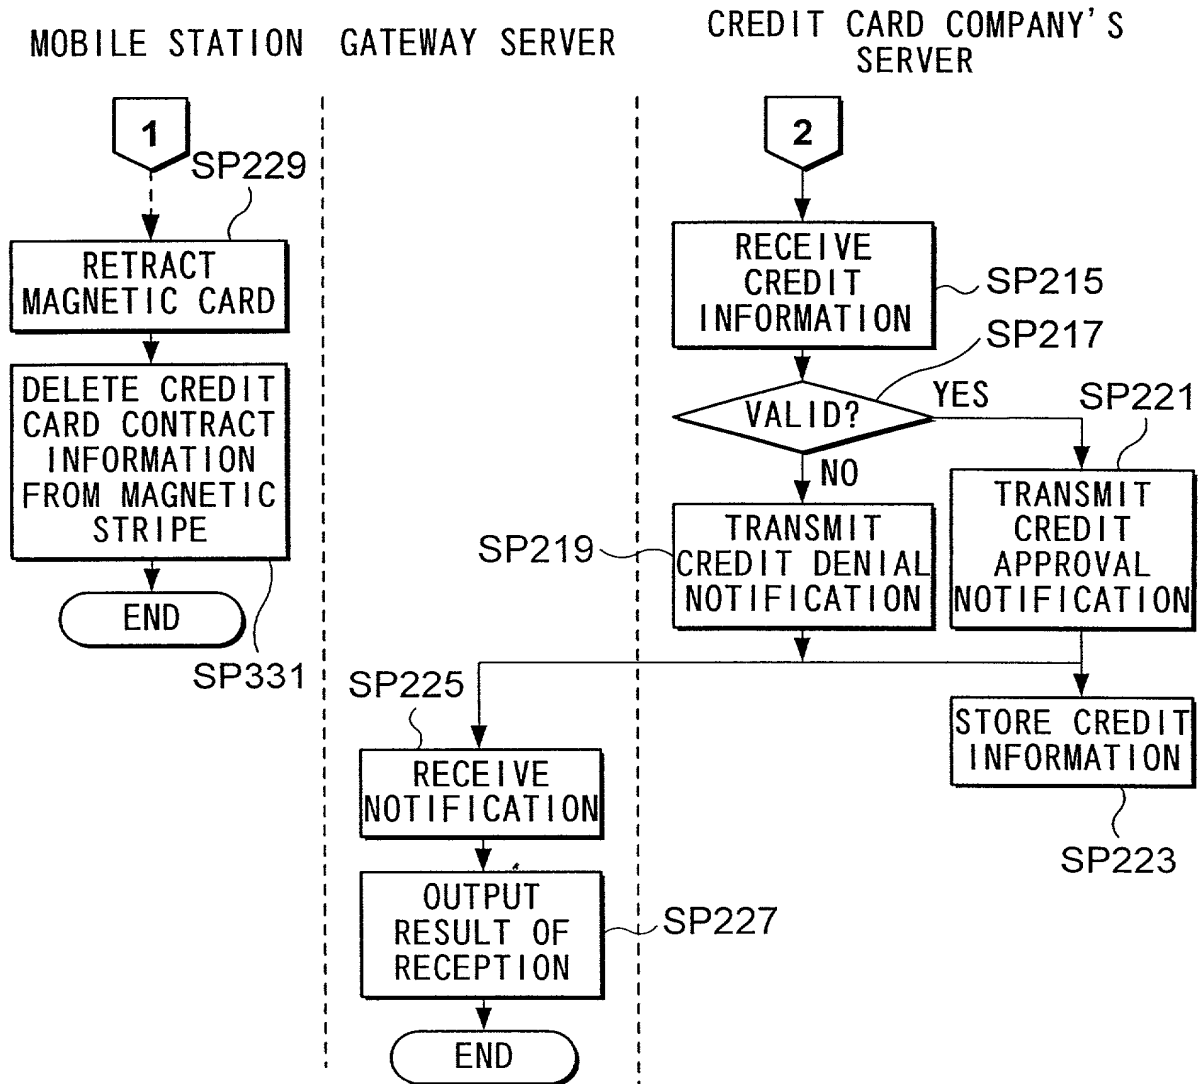 MOBILE STATION
GATEWAY SERVER
CREDIT CARD COMPANY'S
SERVER
1
SP229
RETRACT
MAGNETIC CARD
DELETE CREDIT
CARD CONTRACT
INFORMATION
FROM MAGNETIC
STRIPE
END
SP331
2
RECEIVE
CREDIT
INFORMATION
SP215
SP217
VALID?
YES
NO
SP221
TRANSMIT
CREDIT
APPROVAL
NOTIFICATION
SP219
TRANSMIT
CREDIT DENIAL
NOTIFICATION
STORE CREDIT
INFORMATION
SP223
SP225
RECEIVE
NOTIFICATION
OUTPUT
RESULT OF
RECEPTION
SP227
END